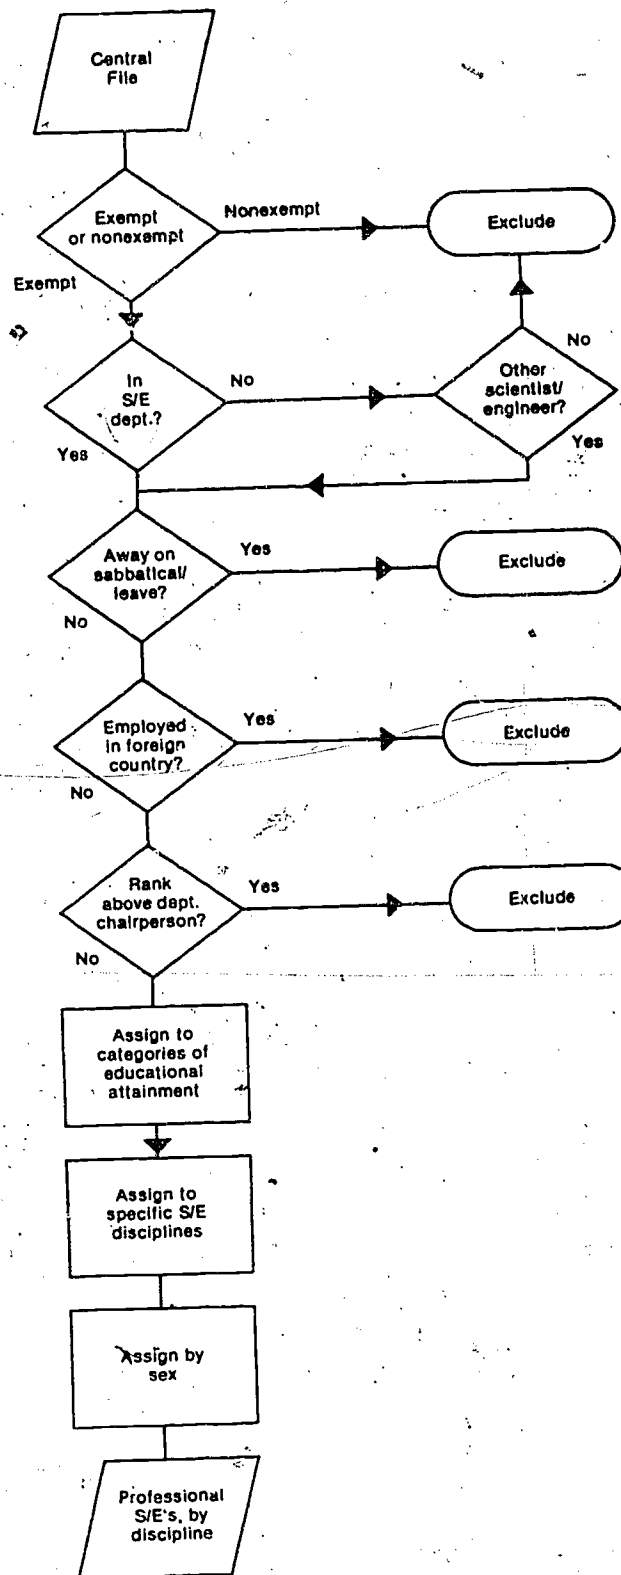 Central
File
Exempt
or nonexempt
Nonexempt
Exclude
Exempt
In
S/E
dept.?
No
Other
scientist/
engineer?
No
Yes
Yes
Away on
sabbatical/
leave?
Yes
Exclude
No
Employed
in foreign
country?
Yes
Exclude
No
Rank
above dept.
chairperson?
Yes
Exclude
No
Assign to
categories of
educational
attainment
Assign to
specific S/E
disciplines
Assign by
sex
Professional
S/E's, by
discipline